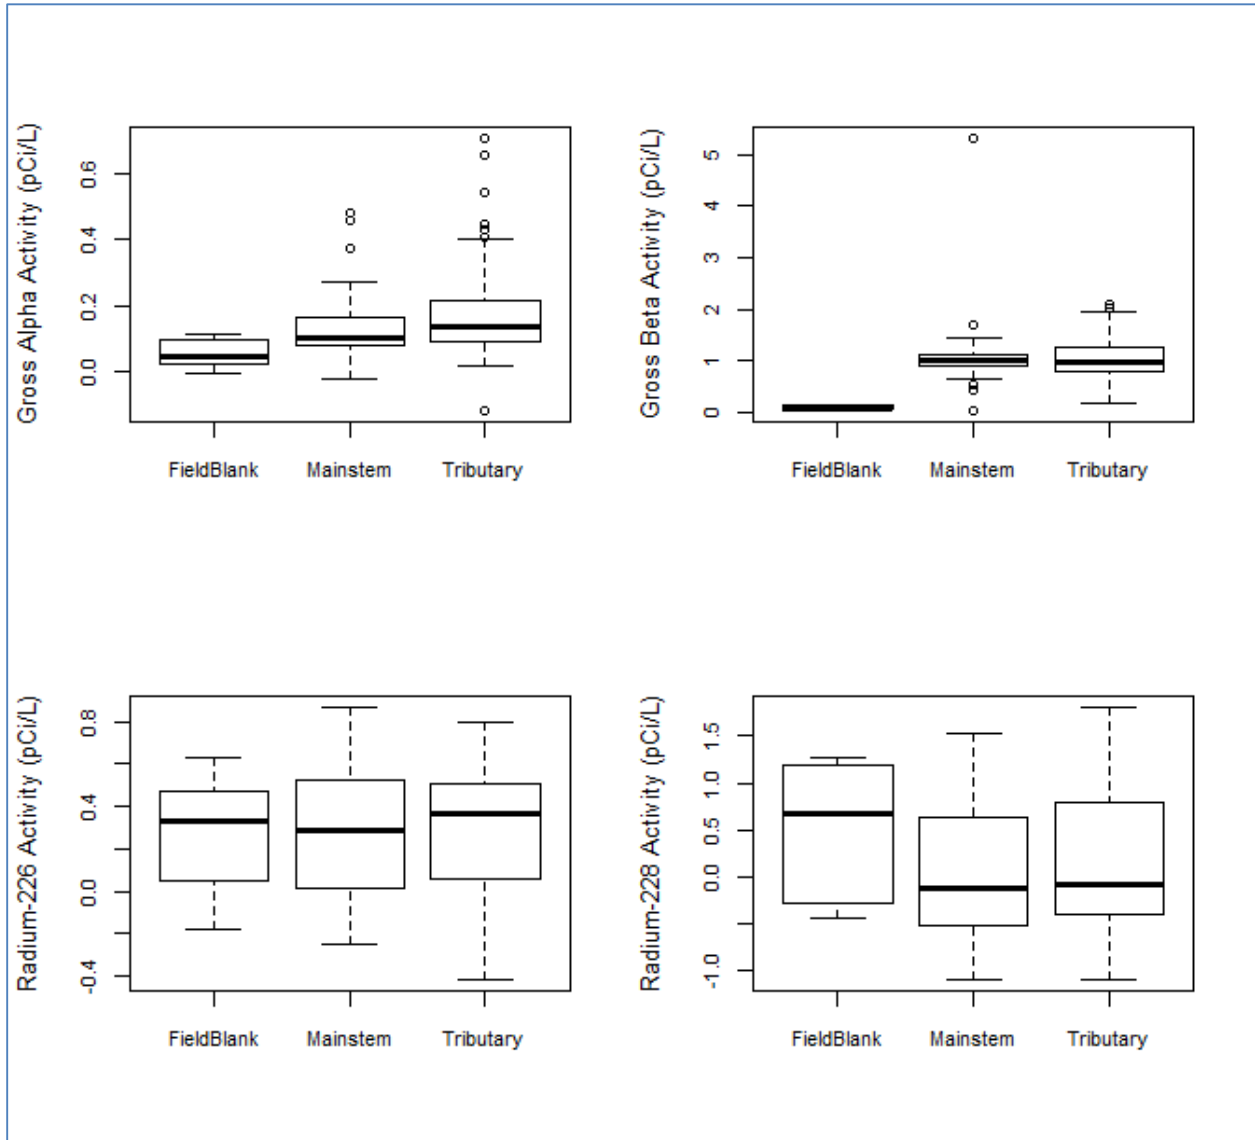 Gross Alpha Activity (pCi/L)
0.6
0.4
0.2
0.0
FieldBlank Mainstem Tributary
Gross Beta Activity (pCi/L)
5
4
3
2
1
0
FieldBlank Mainstem Tributary
Radium-226 Activity (pCi/L)
0.8
0.4
0.0
-0.4
FieldBlank Mainstem Tributary
Radium-228 Activity (pCi/L)
1.5
1.0
0.5
0.0
-1.0
FieldBlank Mainstem Tributary